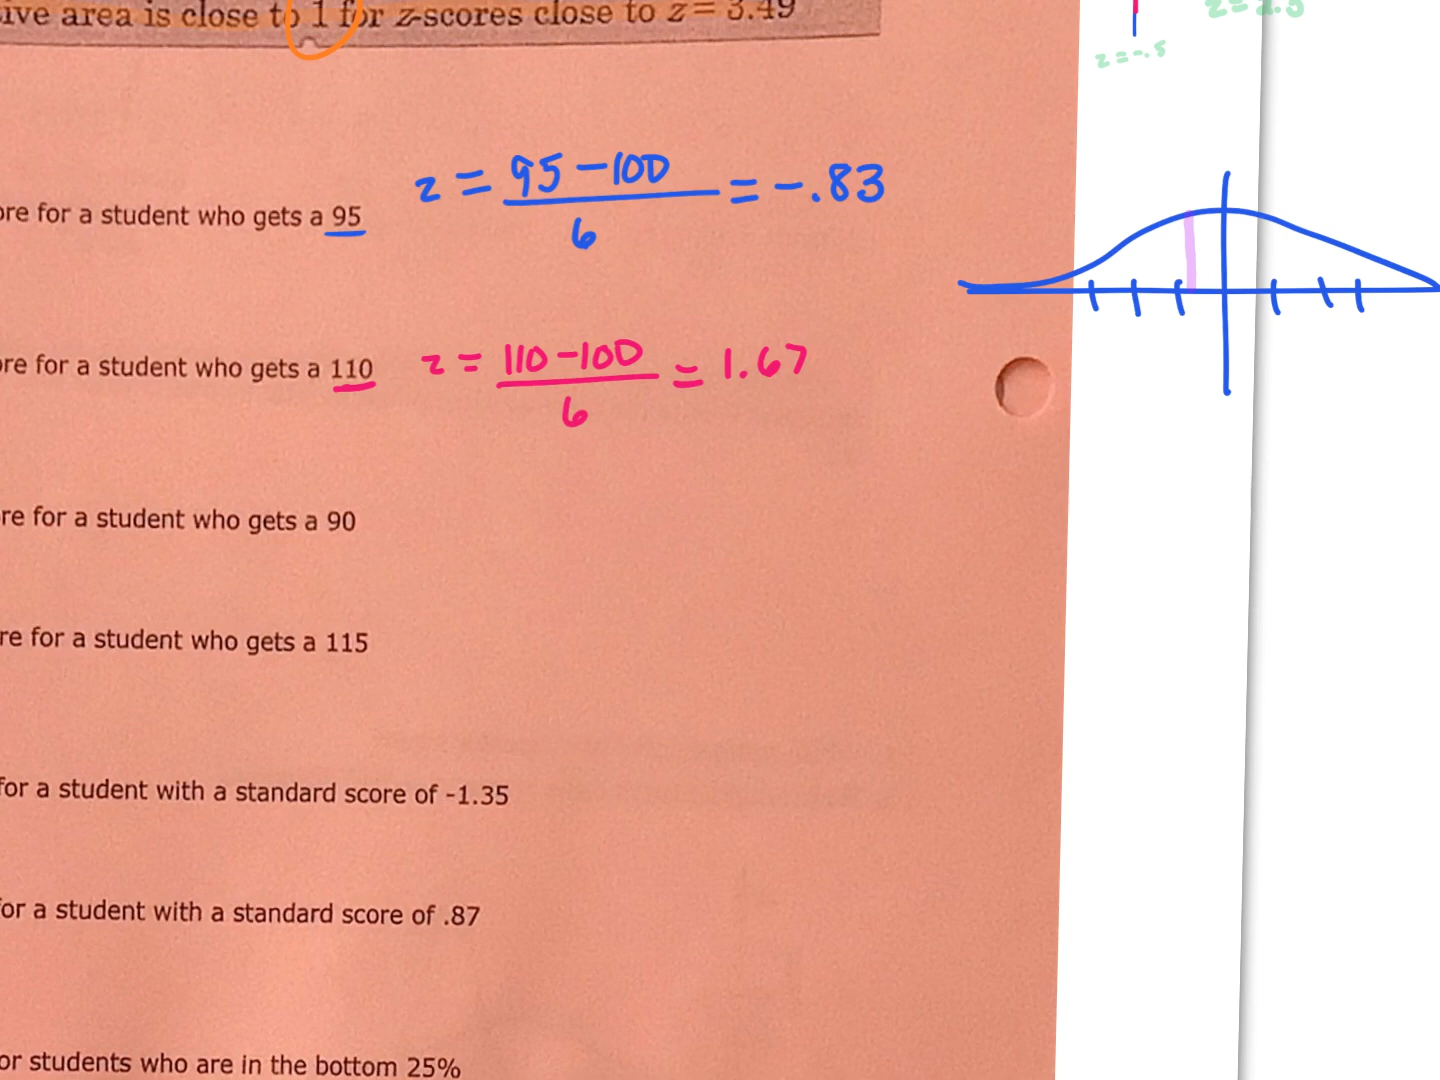 ive area is close to 1 for z-scores close to z = 3.49
z = -.5
z = 95 - 100 / 6 = -.83
ore for a student who gets a 95
ore for a student who gets a 110
z = 110 - 100 / 6 = 1.67
re for a student who gets a 90
re for a student who gets a 115
for a student with a standard score of -1.35
for a student with a standard score of .87
or students who are in the bottom 25%